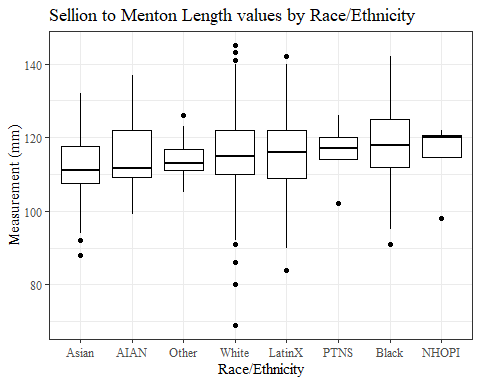 Sellion to Menton Length values by Race/Ethnicity
Measurement (mm)
140
120
100
80
Asian AIAN Other White LatinX PTNS Black NHOPI
Race/Ethnicity